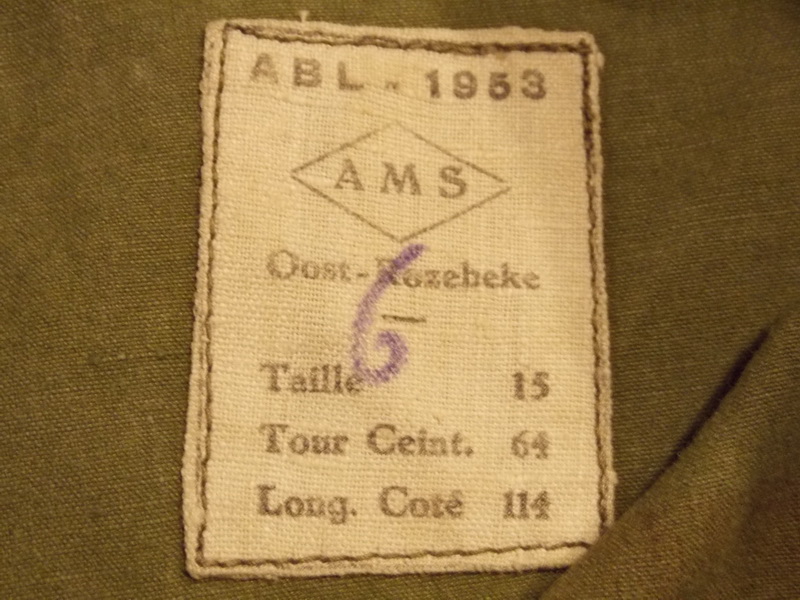 ABL. 1953
AMS
Oost-Rozebeke
6
Taille 15
Tour Ceint. 64
Long. Coté 114